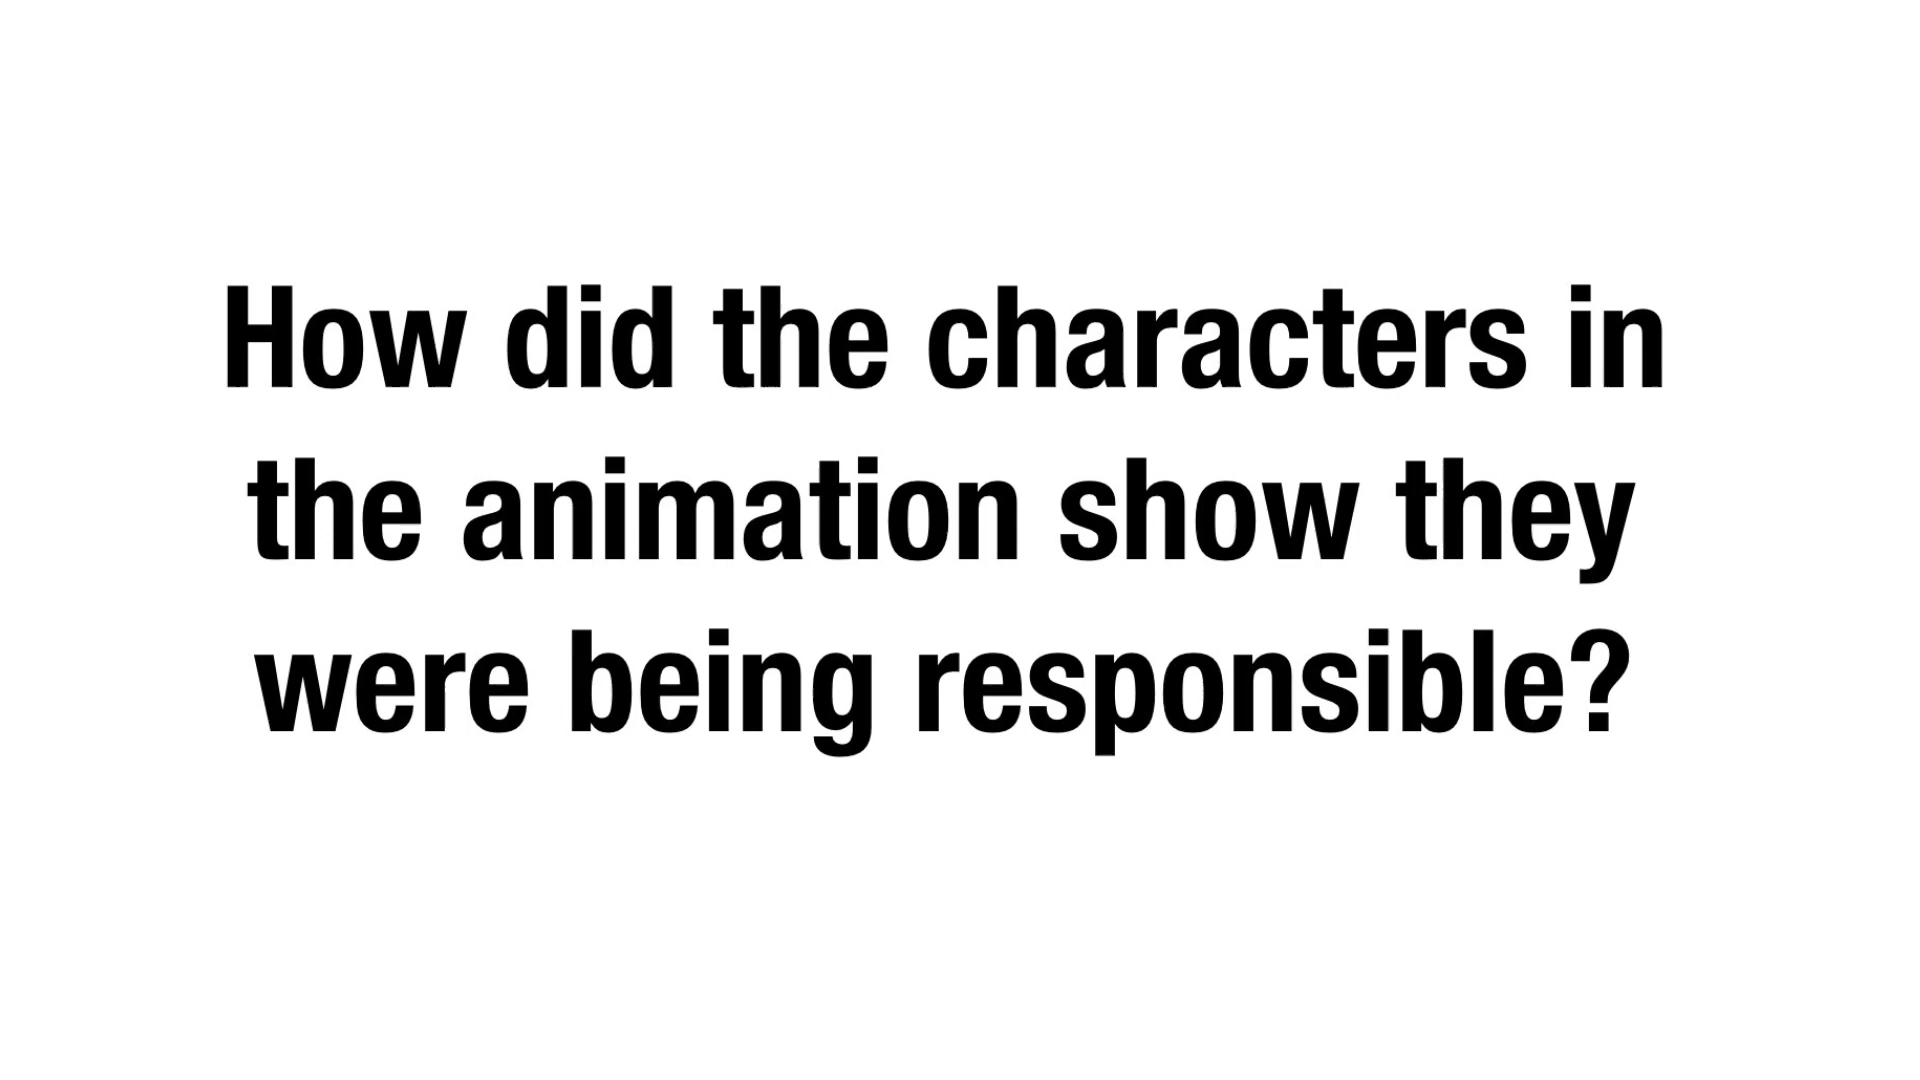 How did the characters in
the animation show they
were being responsible?